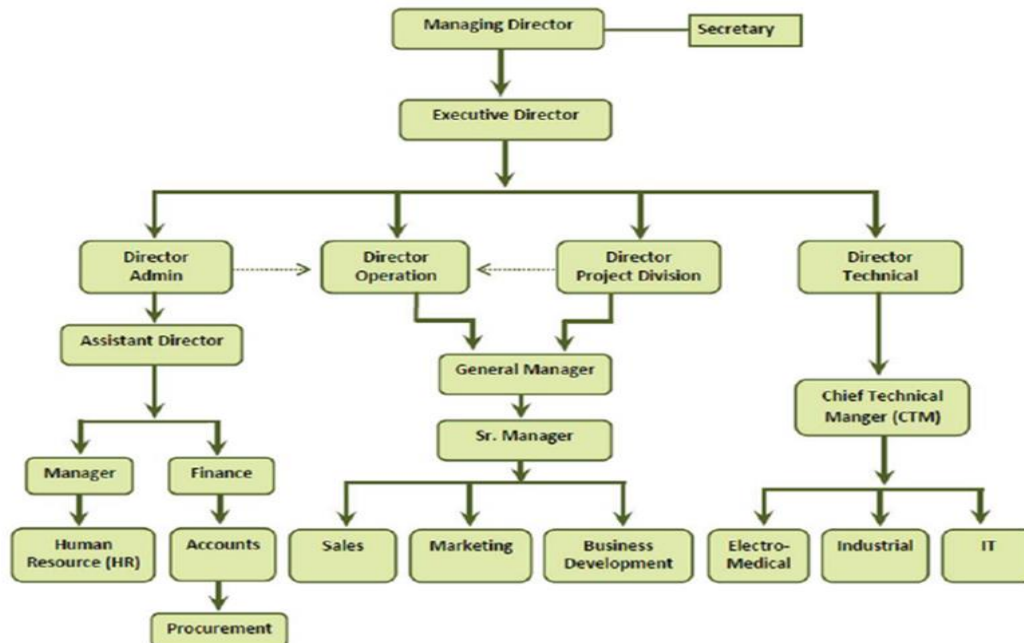 Managing Director
Secretary
Executive Director
Director
Admin
Director
Operation
Director
Project Division
Director
Technical
Assistant Director
General Manager
Chief Technical
Manger (CTM)
Sr. Manager
Manager
Finance
Human
Resource (HR)
Accounts
Sales
Marketing
Business
Development
Electro-
Medical
Industrial
IT
Procurement